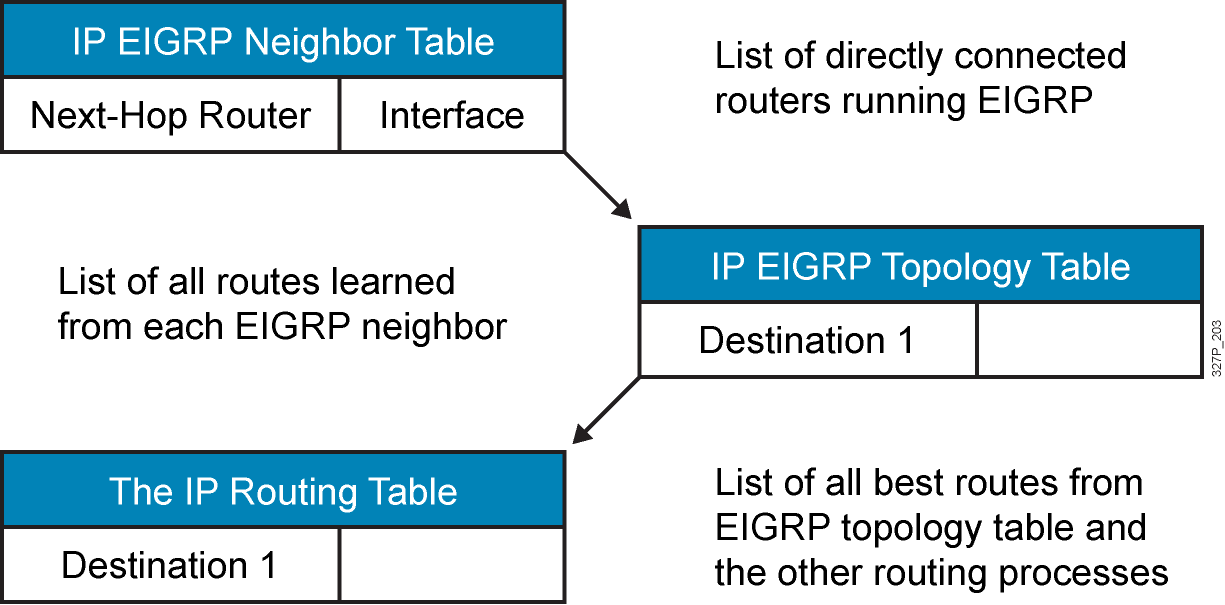 IP EIGRP Neighbor Table
Next-Hop Router
Interface
List of directly connected
routers running EIGRP
List of all routes learned
from each EIGRP neighbor
IP EIGRP Topology Table
Destination 1
327P_203
The IP Routing Table
Destination 1
List of all best routes from
EIGRP topology table and
the other routing processes